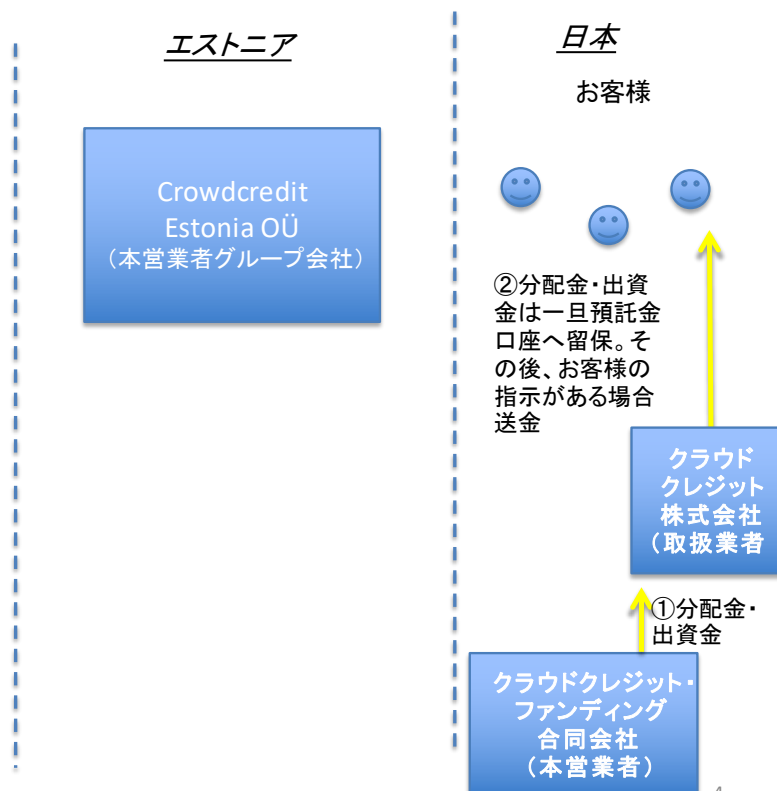 エストニア
日本
お客様
Crowdcredit
Estonia OÜ
（本営業者グループ会社）
②分配金・出資
金は一旦預託金
口座へ留保。そ
の後、お客様の
指示がある場合
送金
クラウド
クレジット
株式会社
（取扱業者
①分配金・
出資金
クラウドクレジット・
ファンディング
合同会社
（本営業者）